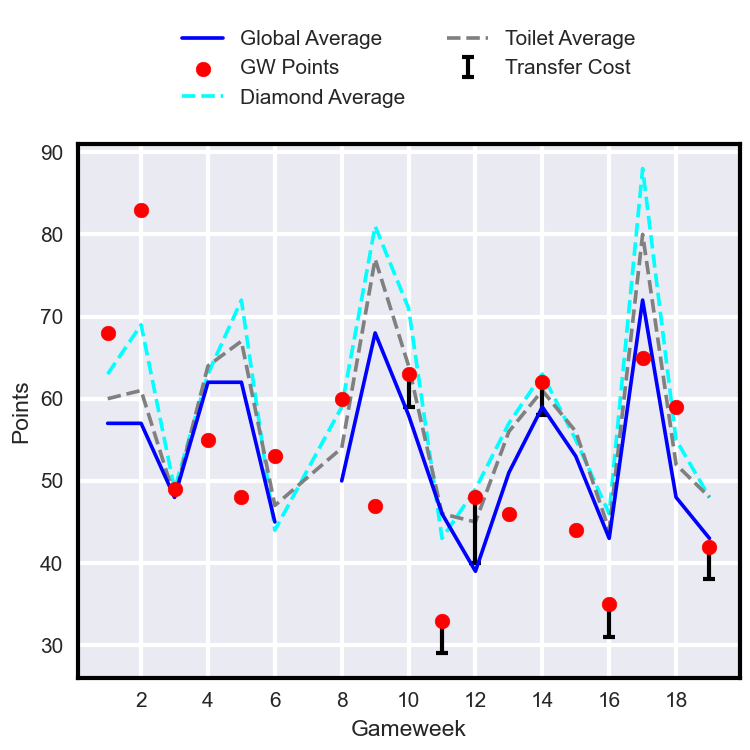 Global Average
GW Points
Diamond Average
Toilet Average
Transfer Cost
90
80
70
60
50
40
30
Points
2 4 6 8 10 12 14 16 18
Gameweek